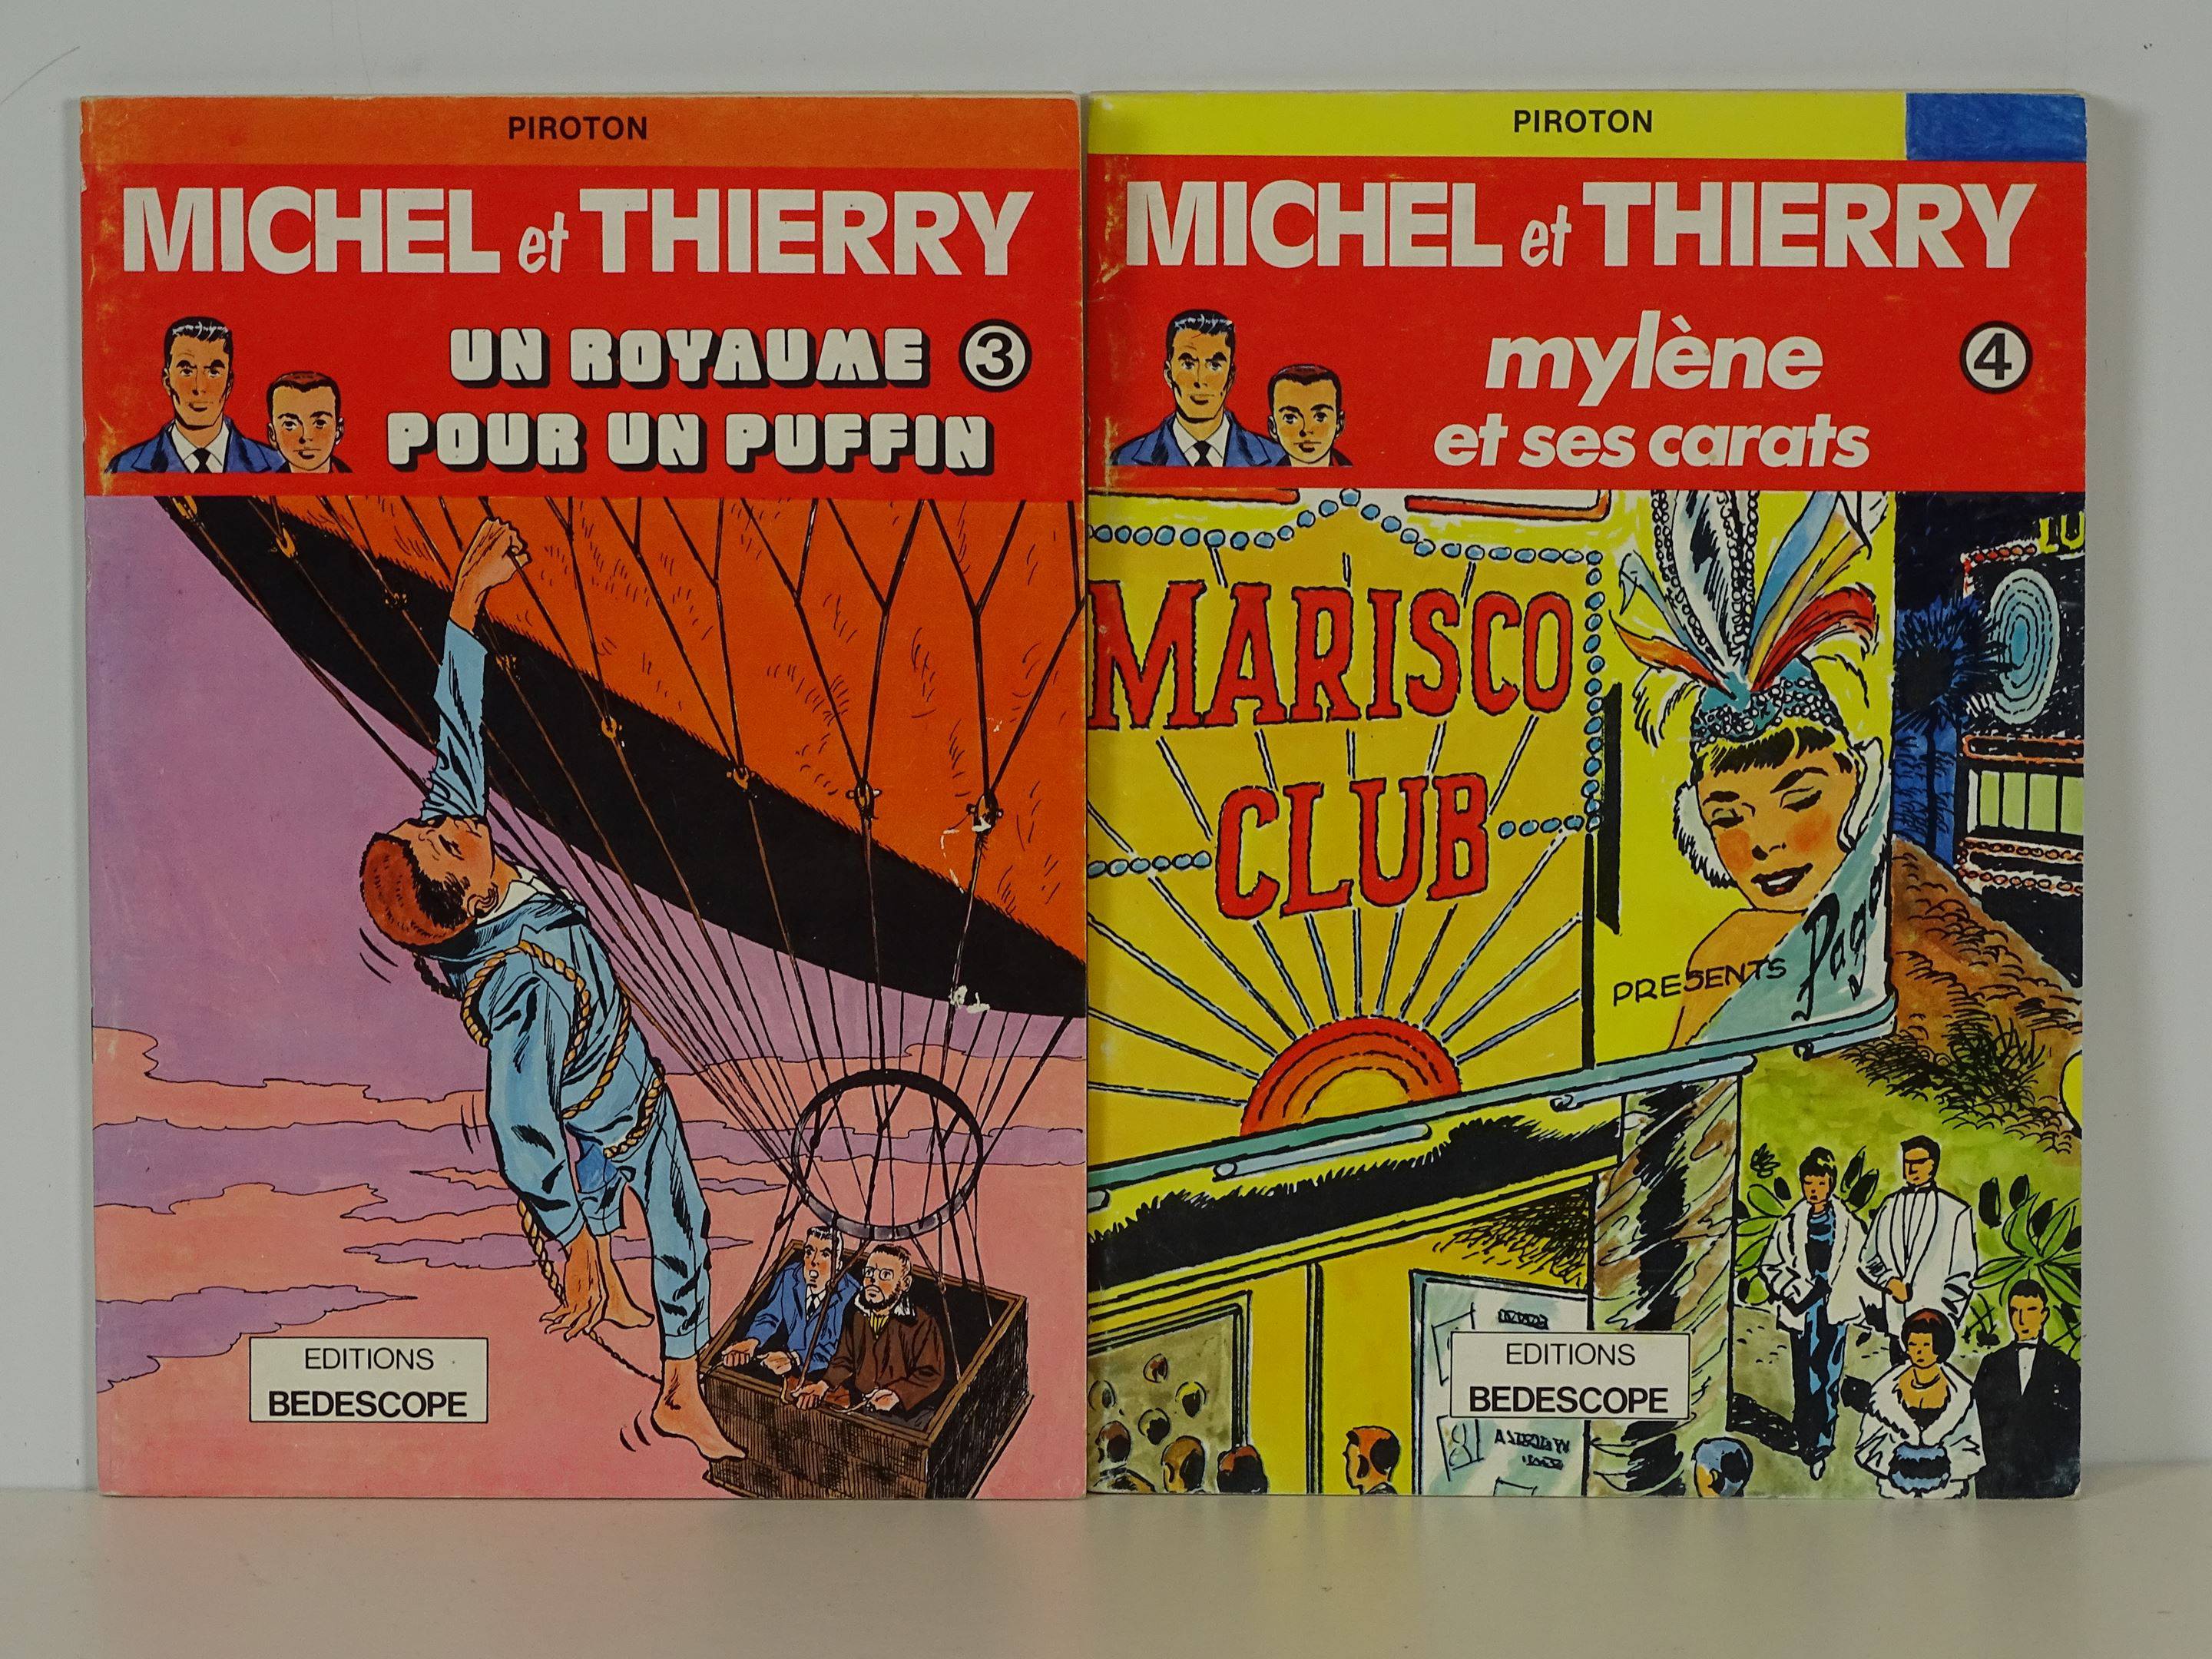 PIROTON
MICHEL et THIERRY
UN ROYAUME 3
POUR UN PUFFIN
EDITIONS
BEDESCOPE
PIROTON
MICHEL et THIERRY
mylène 4
et ses carats
MARISCO
CLUB
PRESENTS
EDITIONS
BEDESCOPE